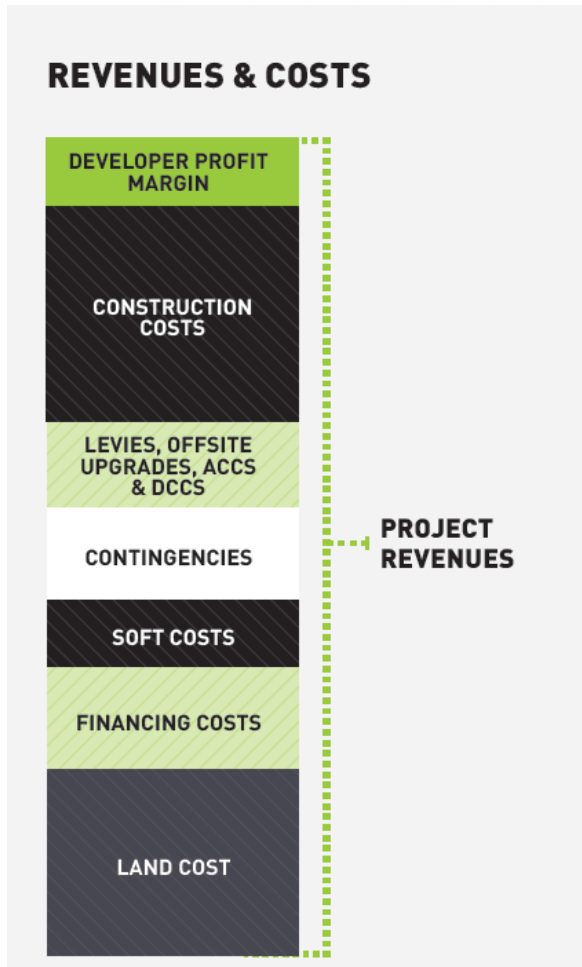 REVENUES & COSTS
DEVELOPER PROFIT
MARGIN
CONSTRUCTION
COSTS
LEVIES, OFFSITE
UPGRADES, ACCS
& DCCS
CONTINGENCIES
SOFT COSTS
FINANCING COSTS
LAND COST
PROJECT
REVENUES